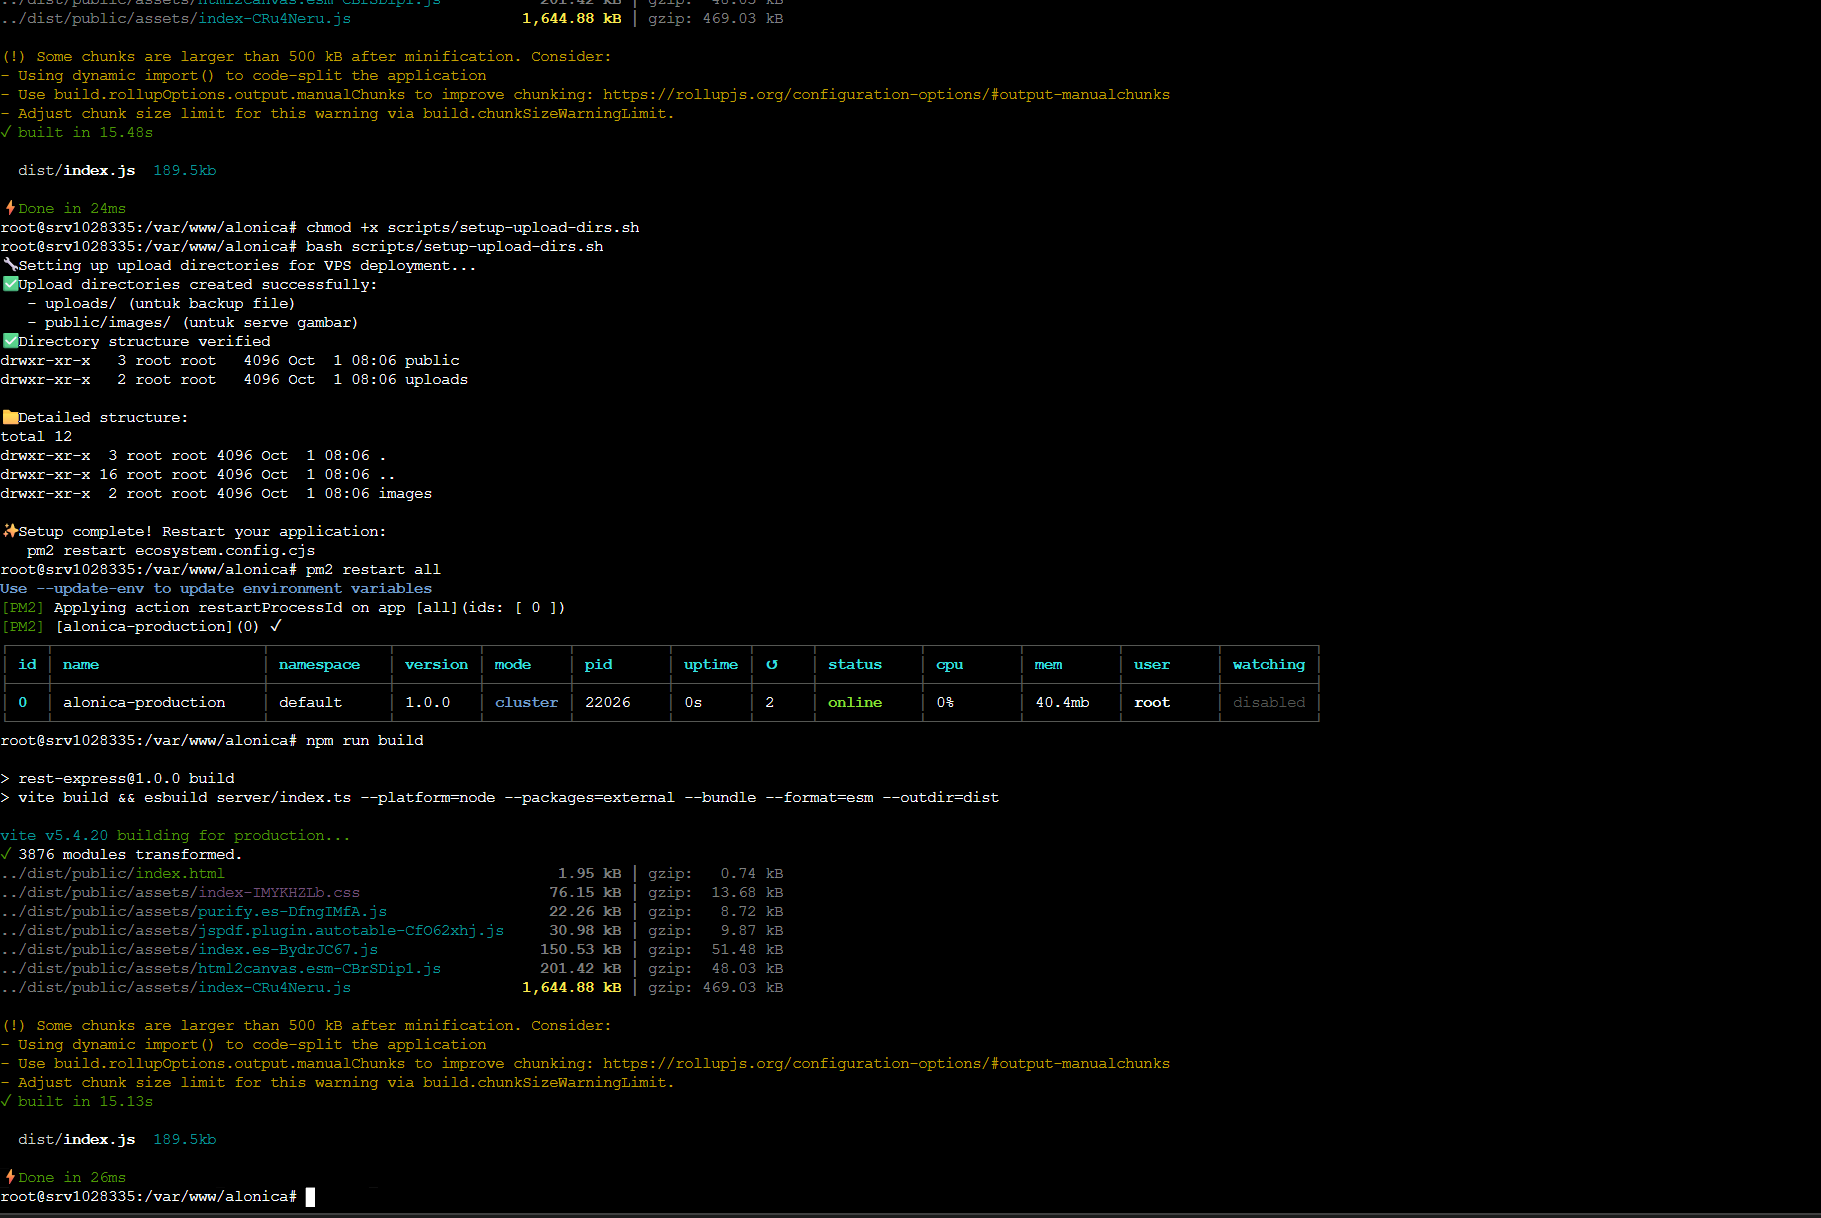 ../dist/public/assets/html2canvas.esm-CBrSDip1.js 201.42 kB │ gzip: 48.03 kB
../dist/public/assets/index-CRu4Neru.js 1,644.88 kB │ gzip: 469.03 kB
(!) Some chunks are larger than 500 kB after minification. Consider:
- Using dynamic import() to code-split the application
- Use build.rollupOptions.output.manualChunks to improve chunking: https://rollupjs.org/configuration-options/#output-manualchunks
- Adjust chunk size limit for this warning via build.chunkSizeWarningLimit.
✓ built in 15.48s
dist/index.js 189.5kb
⚡Done in 24ms
root@srv1028335:/var/www/alonica# chmod +x scripts/setup-upload-dirs.sh
root@srv1028335:/var/www/alonica# bash scripts/setup-upload-dirs.sh
🔧Setting up upload directories for VPS deployment...
✅Upload directories created successfully:
- uploads/ (untuk backup file)
- public/images/ (untuk serve gambar)
✅Directory structure verified
drwxr-xr-x 3 root root 4096 Oct 1 08:06 public
drwxr-xr-x 2 root root 4096 Oct 1 08:06 uploads
📁Detailed structure:
total 12
drwxr-xr-x 3 root root 4096 Oct 1 08:06 .
drwxr-xr-x 16 root root 4096 Oct 1 08:06 ..
drwxr-xr-x 2 root root 4096 Oct 1 08:06 images
✨Setup complete! Restart your application:
pm2 restart ecosystem.config.cjs
root@srv1028335:/var/www/alonica# pm2 restart all
Use --update-env to update environment variables
[PM2] Applying action restartProcessId on app [all](ids: [ 0 ])
[PM2] [alonica-production](0) ✓
│ id │ name │ namespace │ version │ mode │ pid │ uptime │ ↺ │ status │ cpu │ mem │ user │ watching │
│ 0 │ alonica-production │ default │ 1.0.0 │ cluster │ 22026 │ 0s │ 2 │ online │ 0% │ 40.4mb │ root │ disabled │
root@srv1028335:/var/www/alonica# npm run build
> rest-express@1.0.0 build
> vite build && esbuild server/index.ts --platform=node --packages=external --bundle --format=esm --outdir=dist
vite v5.4.20 building for production...
✓ 3876 modules transformed.
../dist/public/index.html 1.95 kB │ gzip: 0.74 kB
../dist/public/assets/index-IMYKHZLb.css 76.15 kB │ gzip: 13.68 kB
../dist/public/assets/purify.es-DfngIMfA.js 22.26 kB │ gzip: 8.72 kB
../dist/public/assets/jspdf.plugin.autotable-CfO62xhj.js 30.98 kB │ gzip: 9.87 kB
../dist/public/assets/index.es-BydrJC67.js 150.53 kB │ gzip: 51.48 kB
../dist/public/assets/html2canvas.esm-CBrSDip1.js 201.42 kB │ gzip: 48.03 kB
../dist/public/assets/index-CRu4Neru.js 1,644.88 kB │ gzip: 469.03 kB
(!) Some chunks are larger than 500 kB after minification. Consider:
- Using dynamic import() to code-split the application
- Use build.rollupOptions.output.manualChunks to improve chunking: https://rollupjs.org/configuration-options/#output-manualchunks
- Adjust chunk size limit for this warning via build.chunkSizeWarningLimit.
✓ built in 15.13s
dist/index.js 189.5kb
⚡Done in 26ms
root@srv1028335:/var/www/alonica#